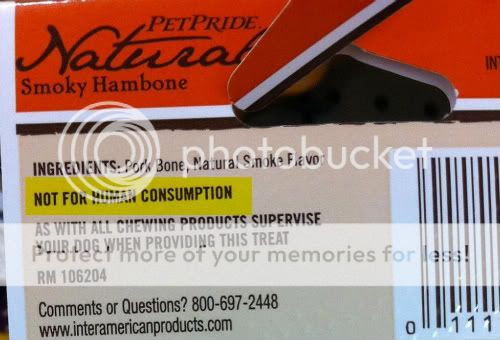 PETPRIDE
Natural
Smoky Hambone
INGREDIENTS: Pork Bone, Natural Smoke Flavor
photobucket
NOT FOR HUMAN CONSUMPTION
AS WITH ALL CHEWING PRODUCTS SUPERVISE
YOUR DOG WHEN PROVIDING THIS TREAT
Protect more of your memories for less!
RM 106204
Comments or Questions? 800-697-2448
www.interamericanproducts.com
0 111